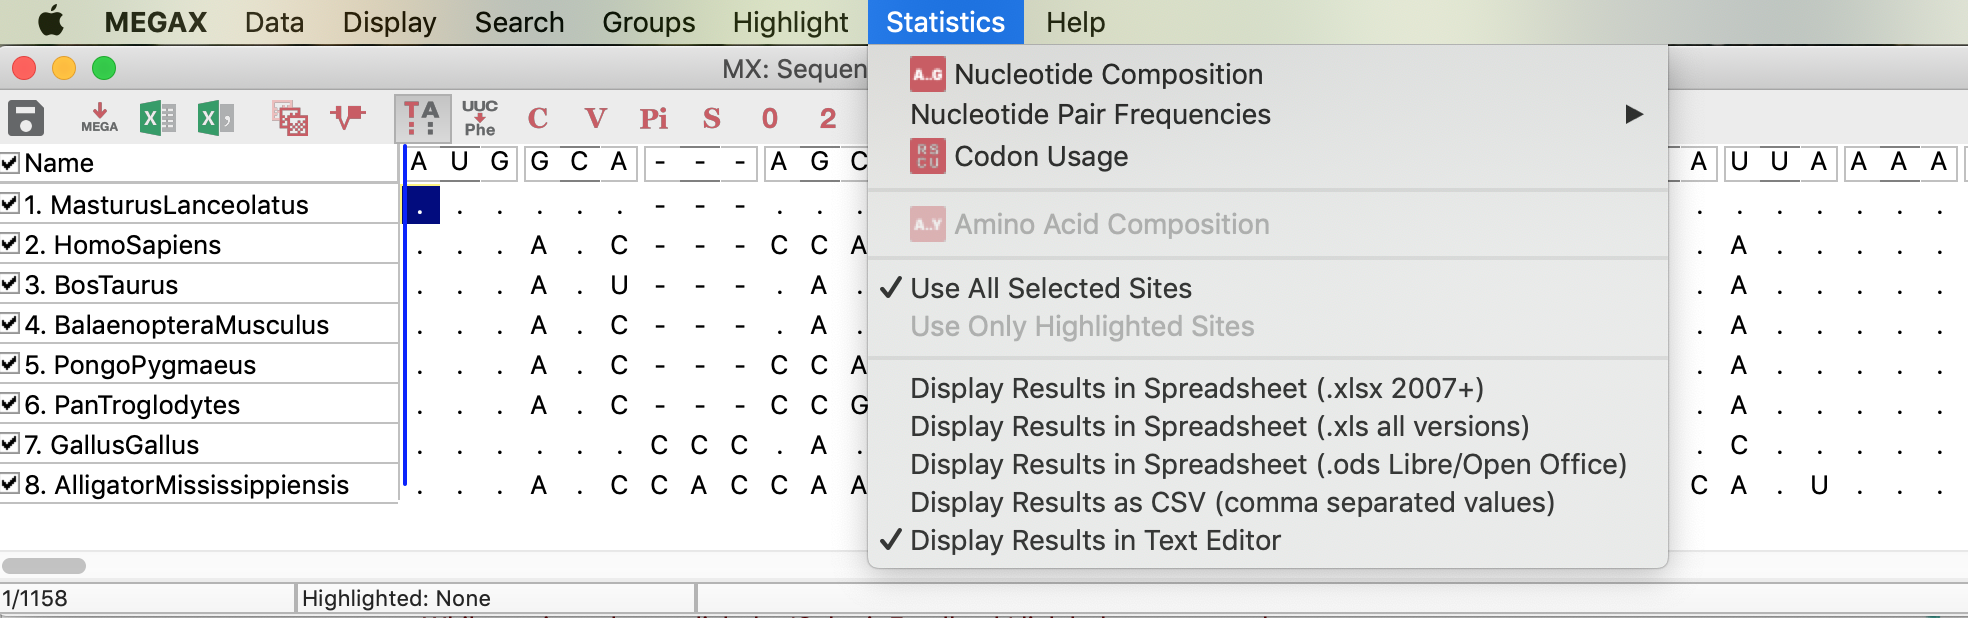 MEGAX Data Display Search Groups Highlight Statistics Help
MX: Sequen
MEGA X X, TA UUC Phe C V Pi S 0 2
Name A U G G C A - - - A G C A U U A A A A
1. MasturusLanceolatus . . . . . . - - - . . . . . . . . . .
2. HomoSapiens . . . A . C - - - C C A . A . . . . .
3. BosTaurus . . . A . U - - - . A . . A . . . . .
4. BalaenopteraMusculus . . . A . C - - - . A . . A . . . . .
5. PongoPygmaeus . . . A . C - - - C C A . A . . . . .
6. PanTroglodytes . . . A . C - - - C C G . A . . . . .
7. GallusGallus . . . . . . C C C . A . . C . . . . .
8. AlligatorMississippiensis . . . A . C C A C C A A C A . U . . .
A..G Nucleotide Composition
Nucleotide Pair Frequencies
RS CU Codon Usage
A..Y Amino Acid Composition
Use All Selected Sites
Use Only Highlighted Sites
Display Results in Spreadsheet (.xlsx 2007+)
Display Results in Spreadsheet (.xls all versions)
Display Results in Spreadsheet (.ods Libre/Open Office)
Display Results as CSV (comma separated values)
Display Results in Text Editor
1/1158 Highlighted: None